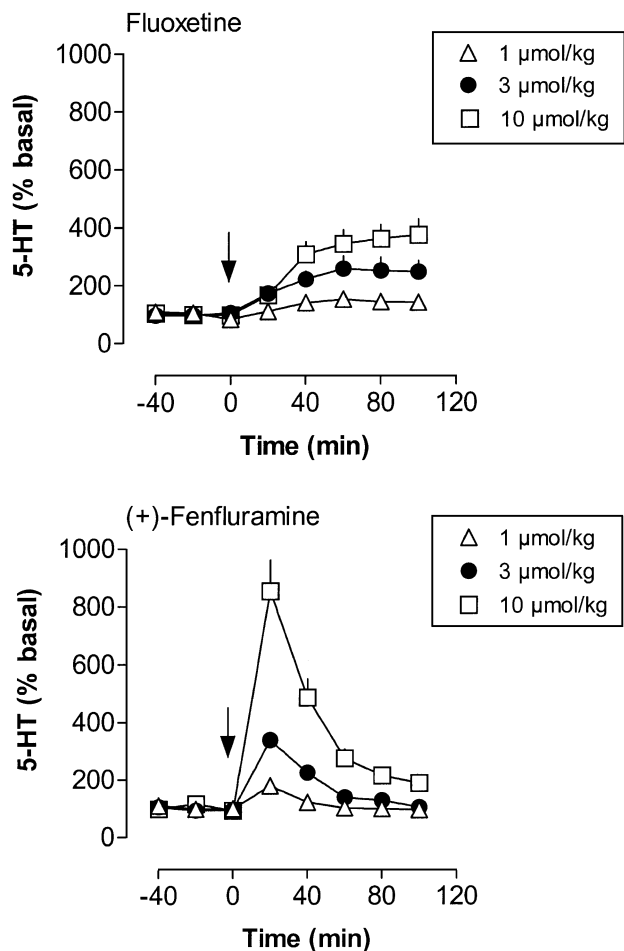 Fluoxetine
1000
800
600
400
200
0
5-HT (% basal)
1 µmol/kg
3 µmol/kg
10 µmol/kg
-40
0
40
80
120
Time (min)
(+)-Fenfluramine
1000
800
600
400
200
0
5-HT (% basal)
1 µmol/kg
3 µmol/kg
10 µmol/kg
-40
0
40
80
120
Time (min)